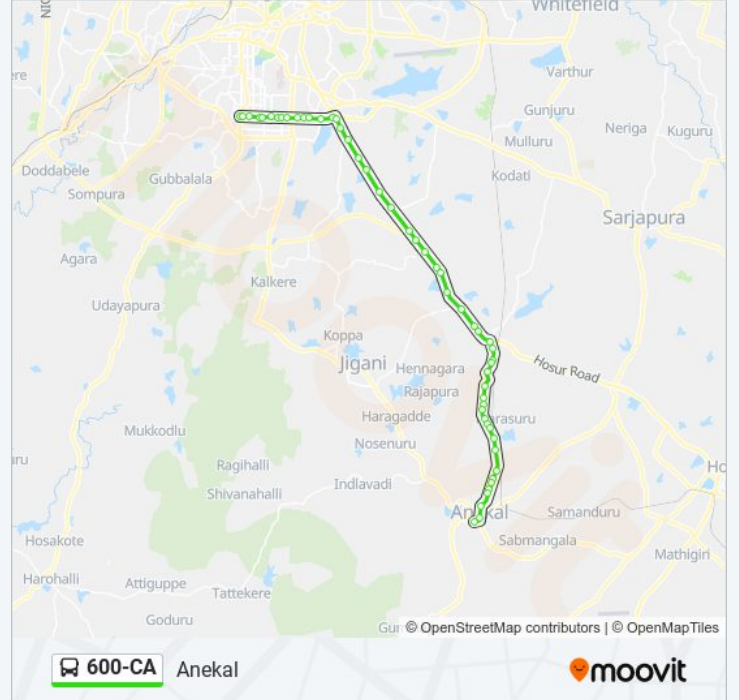 Whitefield
Varthur
Gunjuru
Mulluru
Neriga
Kuguru
Kodati
Doddabele
Sompura
Gubbalala
Sarjapura
Agara
Kalkere
Udayapura
Koppa
Jigani
Hennagara
Hosur Road
Rajapura
Haragadde
arasuru
Mukkodlu
Nosenuru
Ragihalli
Shivanahalli
Indlavadi
Anekal
Samanduru
Hosakote
Sabmangala
Mathigiri
Harohalli
Attiguppe
Tattekere
Goduru
© OpenStreetMap contributors | © OpenMapTiles
600-CA Anekal
moovit